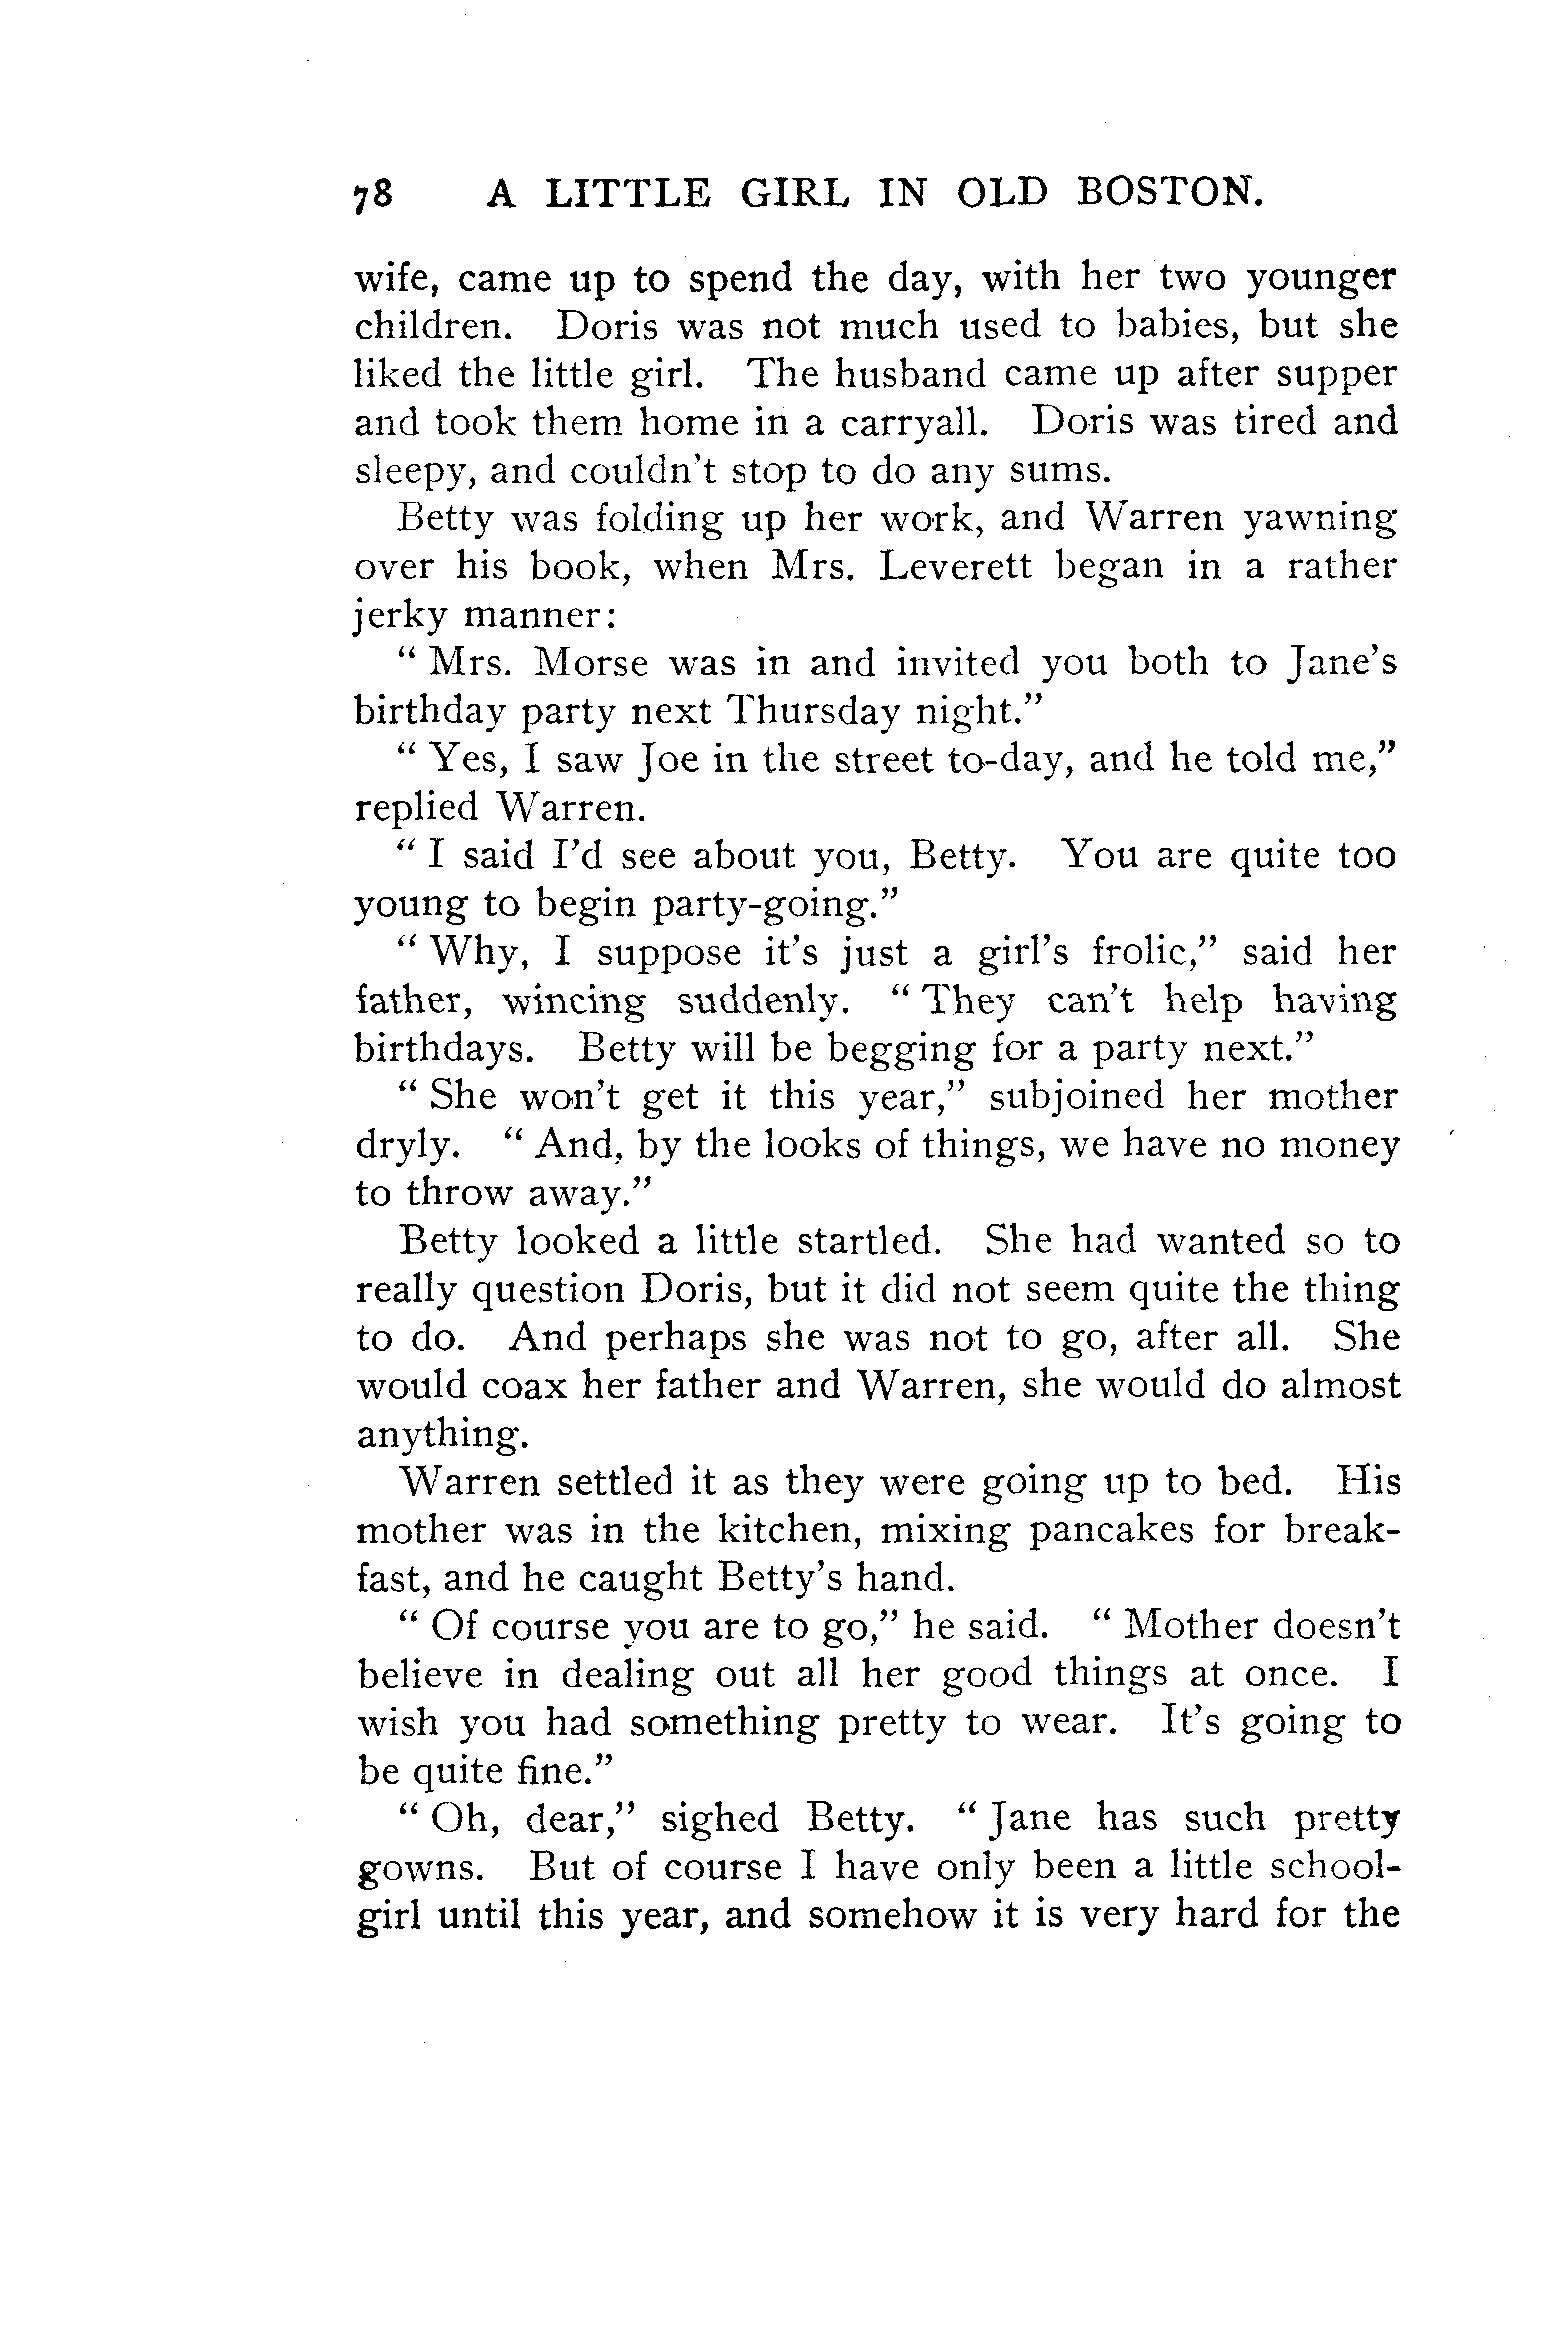 78 A LITTLE GIRL IN OLD BOSTON.
wife, came up to spend the day, with her two younger
children. Doris was not much used to babies, but she
liked the little girl. The husband came up after supper
and took them home in a carryall. Doris was tired and
sleepy, and couldn't stop to do any sums.
Betty was folding up her work, and Warren yawning
over his book, when Mrs. Leverett began in a rather
jerky manner:
“ Mrs. Morse was in and invited you both to Jane's
birthday party next Thursday night.”
“ Yes, I saw Joe in the street to-day, and he told me,”
replied Warren.
“ I said I'd see about you, Betty. You are quite too
young to begin party-going.”
“ Why, I suppose it's just a girl's frolic,” said her
father, wincing suddenly. “ They can't help having
birthdays. Betty will be begging for a party next.”
“ She won't get it this year,” subjoined her mother
dryly. “ And, by the looks of things, we have no money
to throw away.”
Betty looked a little startled. She had wanted so to
really question Doris, but it did not seem quite the thing
to do. And perhaps she was not to go, after all. She
would coax her father and Warren, she would do almost
anything.
Warren settled it as they were going up to bed. His
mother was in the kitchen, mixing pancakes for break-
fast, and he caught Betty's hand.
“ Of course you are to go,” he said. “ Mother doesn't
believe in dealing out all her good things at once. I
wish you had something pretty to wear. It's going to
be quite fine.”
“ Oh, dear,” sighed Betty. “ Jane has such pretty
gowns. But of course I have only been a little school-
girl until this year, and somehow it is very hard for the